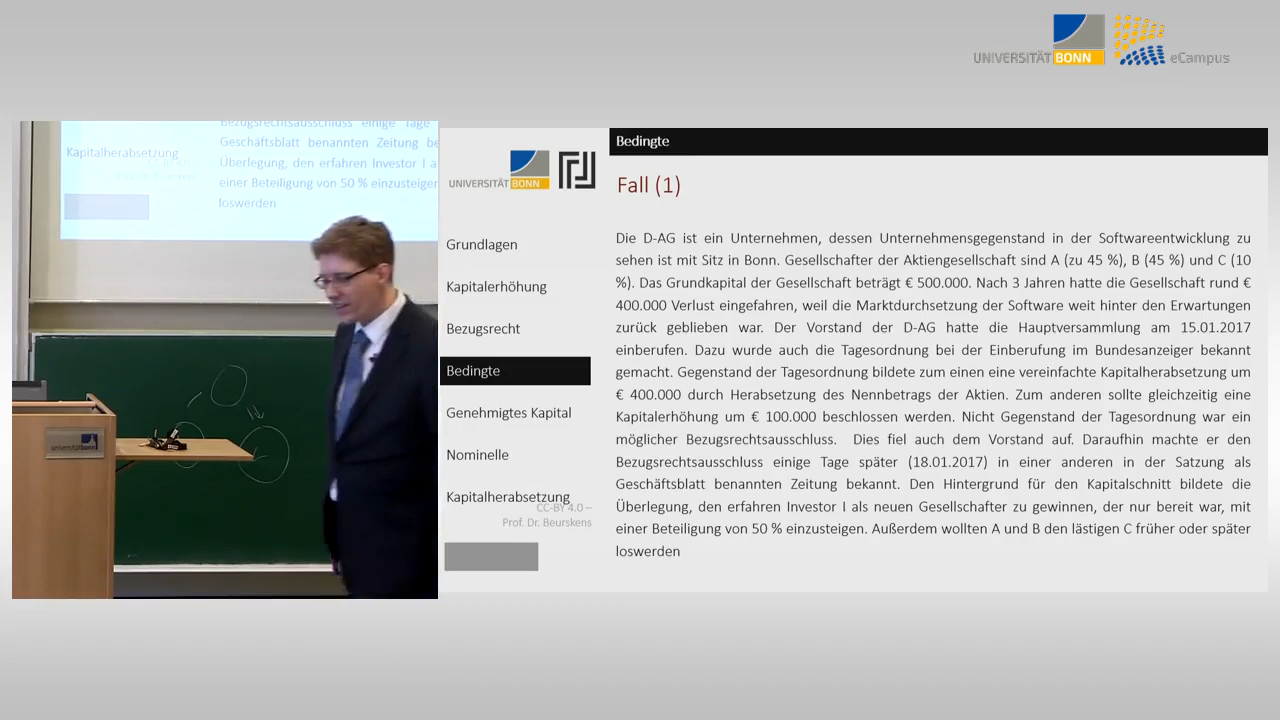 UNIVERSITÄT BONN eCampus
Bezugsrechtsausschuss einige Tage
Geschäftsblatt benannten Zeitung be
Kapitalherabsetzung
Überlegung, den erfahren Investor I a
Prof. Dr. Beurskens
einer Beteiligung von 50 % einzusteigen
loswerden
universität bonn
UNIVERSITÄT BONN
Grundlagen
Kapitalerhöhung
Bezugsrecht
Bedingte
Genehmigtes Kapital
Nominelle
Kapitalherabsetzung
CC-BY 4.0 –
Prof. Dr. Beurskens
Bedingte
Fall (1)
Die D-AG ist ein Unternehmen, dessen Unternehmensgegenstand in der Softwareentwicklung zu
sehen ist mit Sitz in Bonn. Gesellschafter der Aktiengesellschaft sind A (zu 45 %), B (45 %) und C (10
%). Das Grundkapital der Gesellschaft beträgt € 500.000. Nach 3 Jahren hatte die Gesellschaft rund €
400.000 Verlust eingefahren, weil die Marktdurchsetzung der Software weit hinter den Erwartungen
zurück geblieben war. Der Vorstand der D-AG hatte die Hauptversammlung am 15.01.2017
einberufen. Dazu wurde auch die Tagesordnung bei der Einberufung im Bundesanzeiger bekannt
gemacht. Gegenstand der Tagesordnung bildete zum einen eine vereinfachte Kapitalherabsetzung um
€ 400.000 durch Herabsetzung des Nennbetrags der Aktien. Zum anderen sollte gleichzeitig eine
Kapitalerhöhung um € 100.000 beschlossen werden. Nicht Gegenstand der Tagesordnung war ein
möglicher Bezugsrechtsausschluss. Dies fiel auch dem Vorstand auf. Daraufhin machte er den
Bezugsrechtsausschluss einige Tage später (18.01.2017) in einer anderen in der Satzung als
Geschäftsblatt benannten Zeitung bekannt. Den Hintergrund für den Kapitalschnitt bildete die
Überlegung, den erfahren Investor I als neuen Gesellschafter zu gewinnen, der nur bereit war, mit
einer Beteiligung von 50 % einzusteigen. Außerdem wollten A und B den lästigen C früher oder später
loswerden